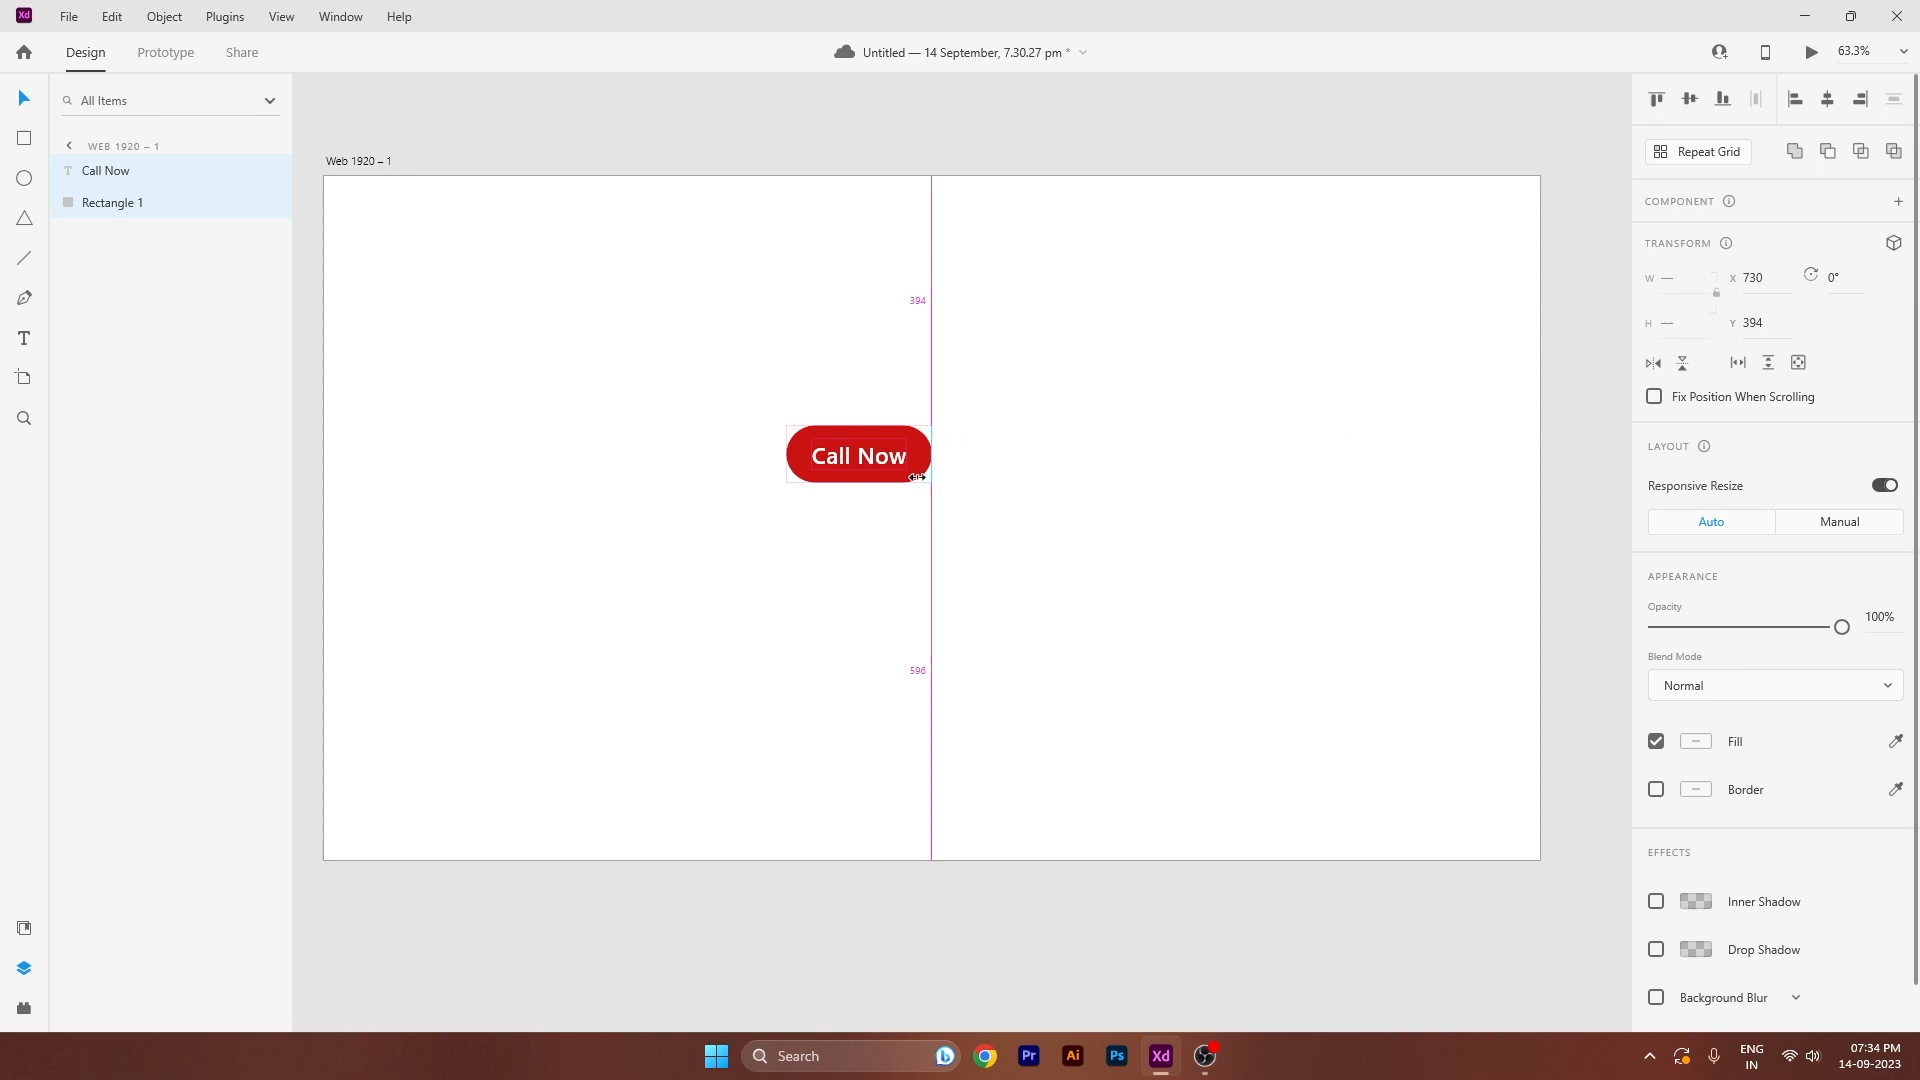 Xd File Edit Object Plugins View Window Help
Design Prototype Share Untitled — 14 September, 7.30.27 pm * 63.3%
All Items
WEB 1920 – 1
T Call Now
Rectangle 1
Web 1920 – 1
394
Call Now
596
Repeat Grid
COMPONENT
TRANSFORM
W — X 730 0°
H — Y 394
Fix Position When Scrolling
LAYOUT
Responsive Resize
Auto Manual
APPEARANCE
Opacity
100%
Blend Mode
Normal
Fill
Border
EFFECTS
Inner Shadow
Drop Shadow
Background Blur
Search Pr Ai Ps Xd ENG IN 07:34 PM
14-09-2023